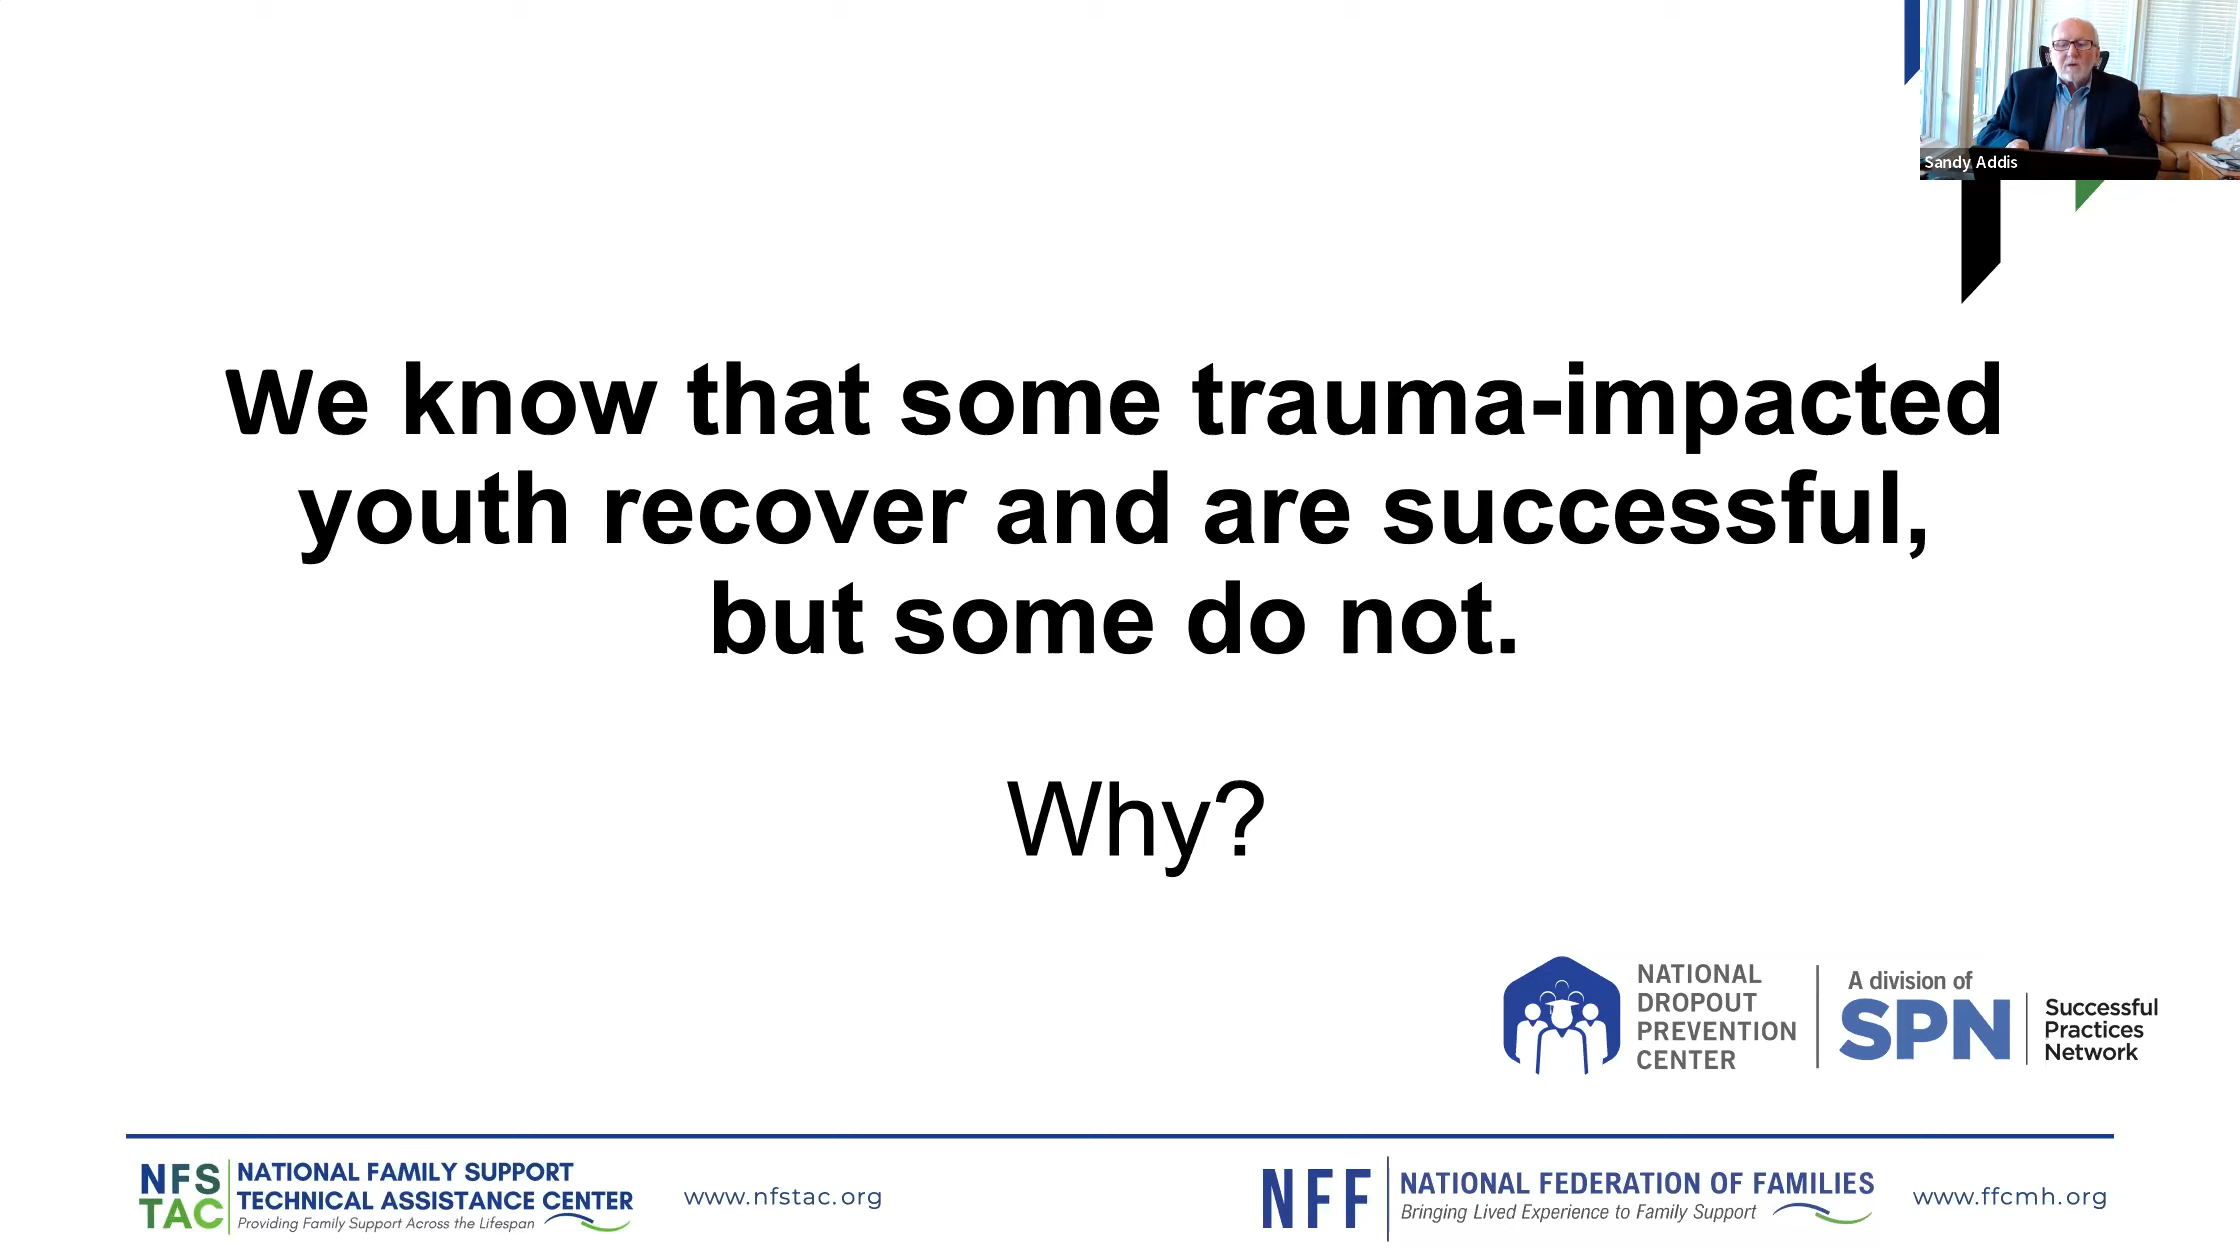 Sandy Addis
We know that some trauma-impacted
youth recover and are successful,
but some do not.
Why?
NATIONAL
DROPOUT
PREVENTION
CENTER
A division of
SPN
Successful
Practices
Network
NFS
TAC
NATIONAL FAMILY SUPPORT
TECHNICAL ASSISTANCE CENTER
Providing Family Support Across the Lifespan
www.nfstac.org
NFF
NATIONAL FEDERATION OF FAMILIES
Bringing Lived Experience to Family Support
www.ffcmh.org